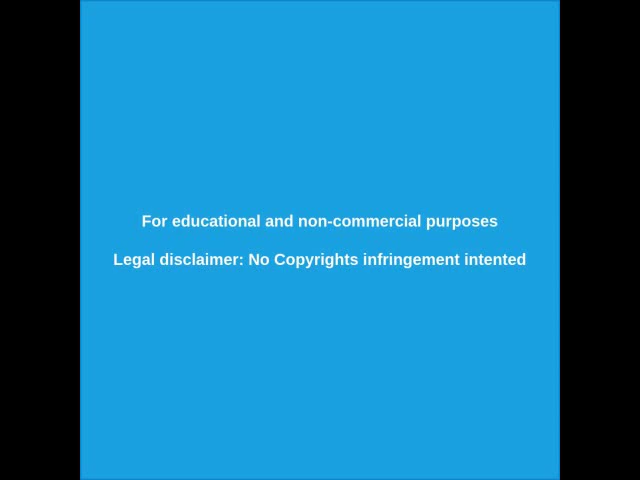 For educational and non-commercial purposes
Legal disclaimer: No Copyrights infringement intented